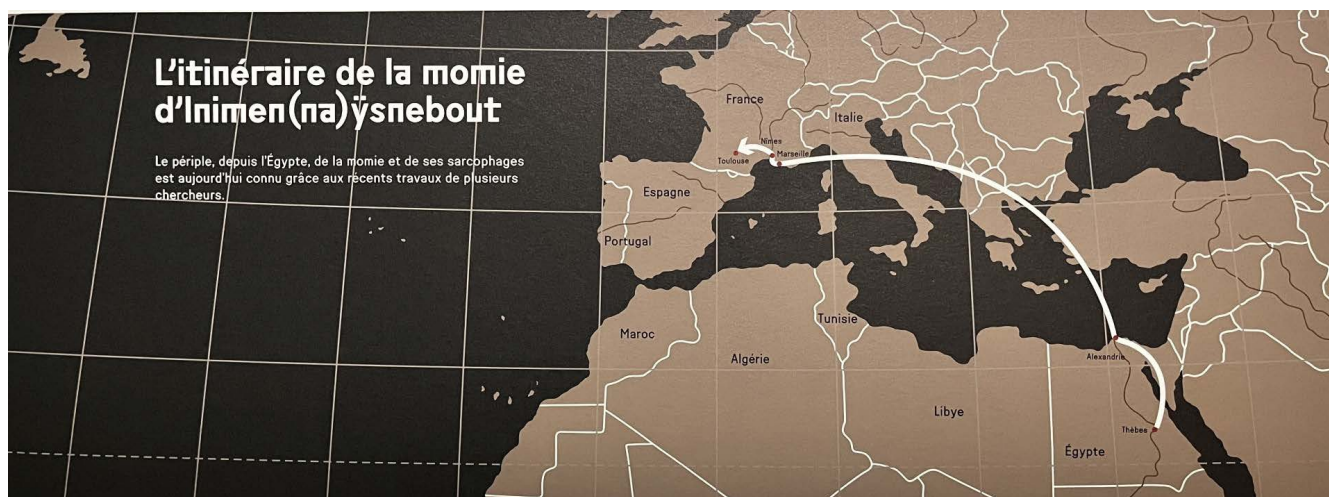 L'itinéraire de la momie
d'Inimen(na)ÿsnebout
Le périple, depuis l'Égypte, de la momie et de ses sarcophages
est aujourd'hui connu grâce aux récents travaux de plusieurs
chercheurs.
France
Italie
Nîmes
Toulouse
Marseille
Espagne
Portugal
Maroc
Algérie
Tunisie
Libye
Alexandrie
Thèbes
Égypte